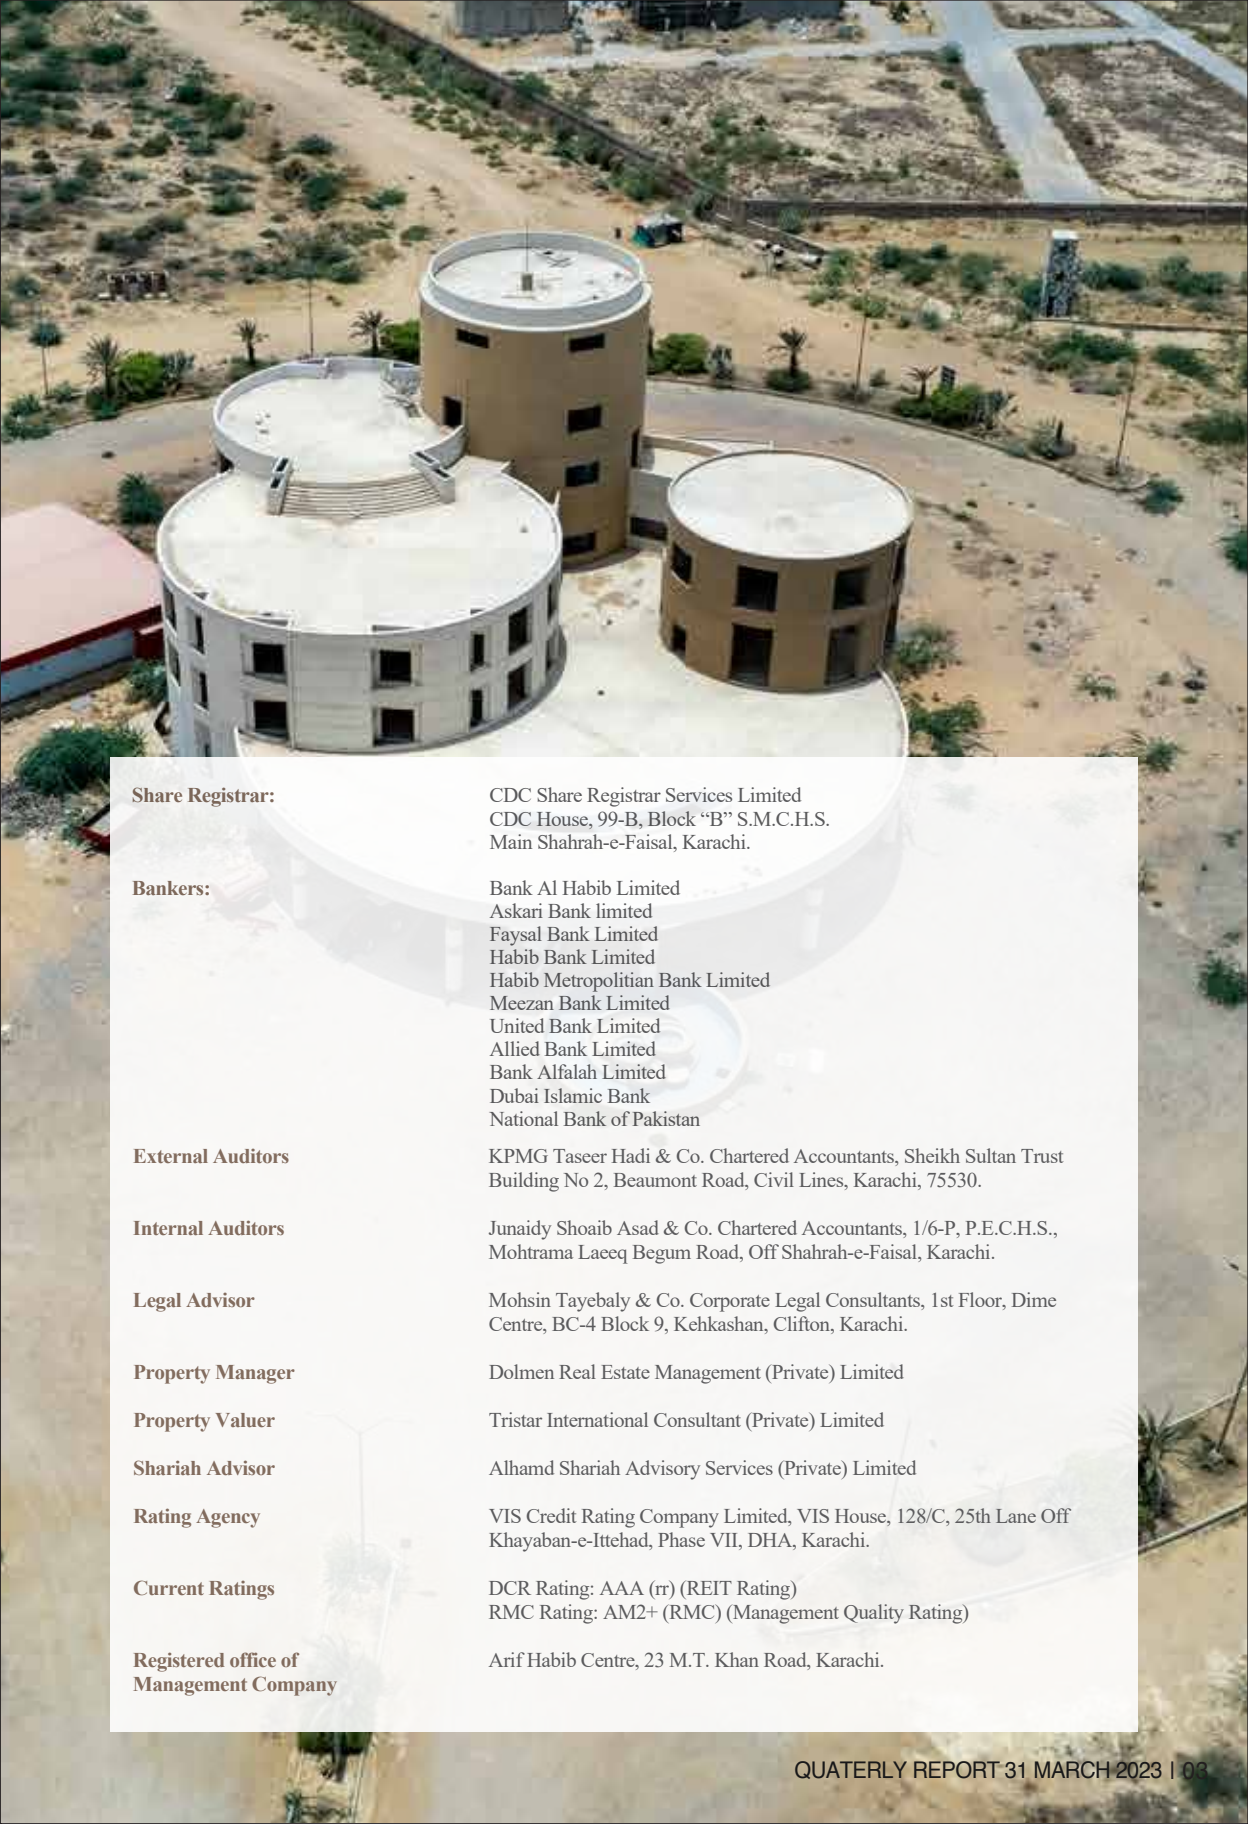 Share Registrar:
CDC Share Registrar Services Limited
CDC House, 99-B, Block “B” S.M.C.H.S.
Main Shahrah-e-Faisal, Karachi.
Bankers:
Bank Al Habib Limited
Askari Bank limited
Faysal Bank Limited
Habib Bank Limited
Habib Metropolitian Bank Limited
Meezan Bank Limited
United Bank Limited
Allied Bank Limited
Bank Alfalah Limited
Dubai Islamic Bank
National Bank of Pakistan
External Auditors
KPMG Taseer Hadi & Co. Chartered Accountants, Sheikh Sultan Trust
Building No 2, Beaumont Road, Civil Lines, Karachi, 75530.
Internal Auditors
Junaidy Shoaib Asad & Co. Chartered Accountants, 1/6-P, P.E.C.H.S.,
Mohtrama Laeeq Begum Road, Off Shahrah-e-Faisal, Karachi.
Legal Advisor
Mohsin Tayebaly & Co. Corporate Legal Consultants, 1st Floor, Dime
Centre, BC-4 Block 9, Kehkashan, Clifton, Karachi.
Property Manager
Dolmen Real Estate Management (Private) Limited
Property Valuer
Tristar International Consultant (Private) Limited
Shariah Advisor
Alhamd Shariah Advisory Services (Private) Limited
Rating Agency
VIS Credit Rating Company Limited, VIS House, 128/C, 25th Lane Off
Khayaban-e-Ittehad, Phase VII, DHA, Karachi.
Current Ratings
DCR Rating: AAA (rr) (REIT Rating)
RMC Rating: AM2+ (RMC) (Management Quality Rating)
Registered office of
Management Company
Arif Habib Centre, 23 M.T. Khan Road, Karachi.
QUATERLY REPORT 31 MARCH 2023 | 03